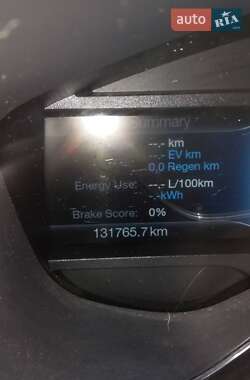 auto RIA
Summary
--.- km
--.- EV km
0,0 Regen km
Energy Use: --.- L/100km
-.-kWh
Brake Score: 0%
131765.7 km